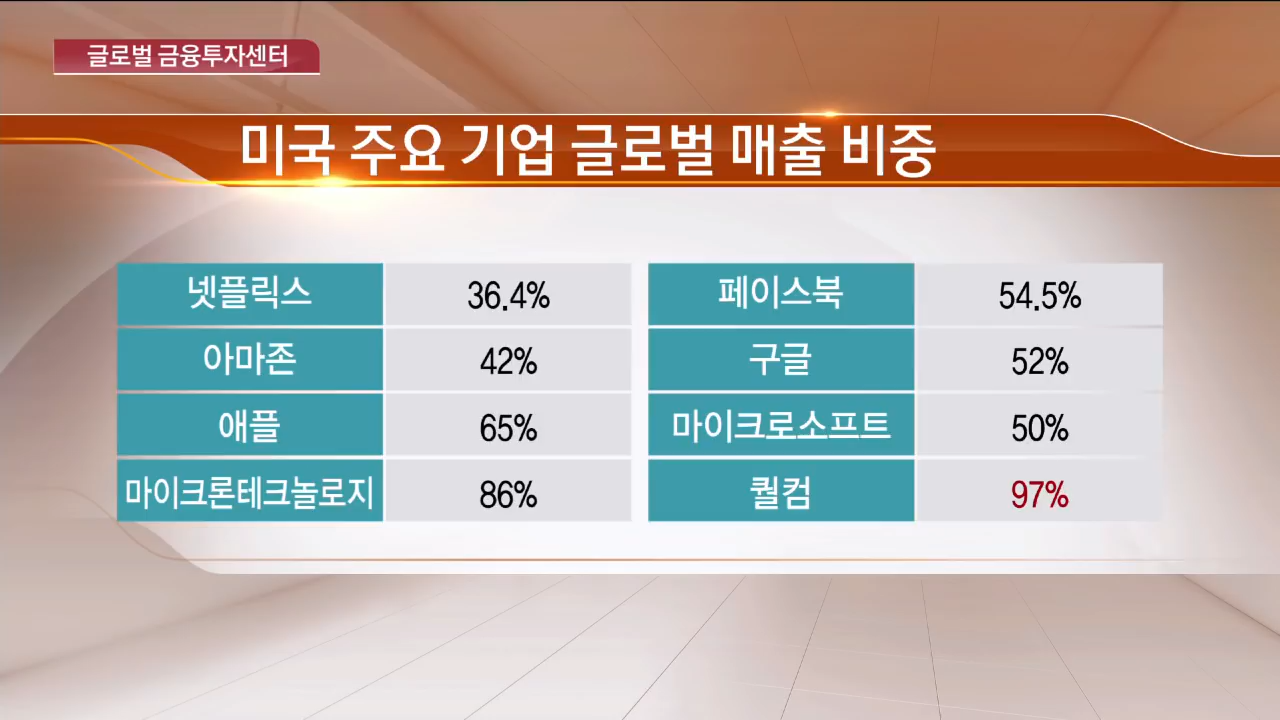 글로벌 금융투자센터
미국 주요 기업 글로벌 매출 비중
넷플릭스 36.4% 페이스북 54.5%
아마존 42% 구글 52%
애플 65% 마이크로소프트 50%
마이크론테크놀로지 86% 퀄컴 97%